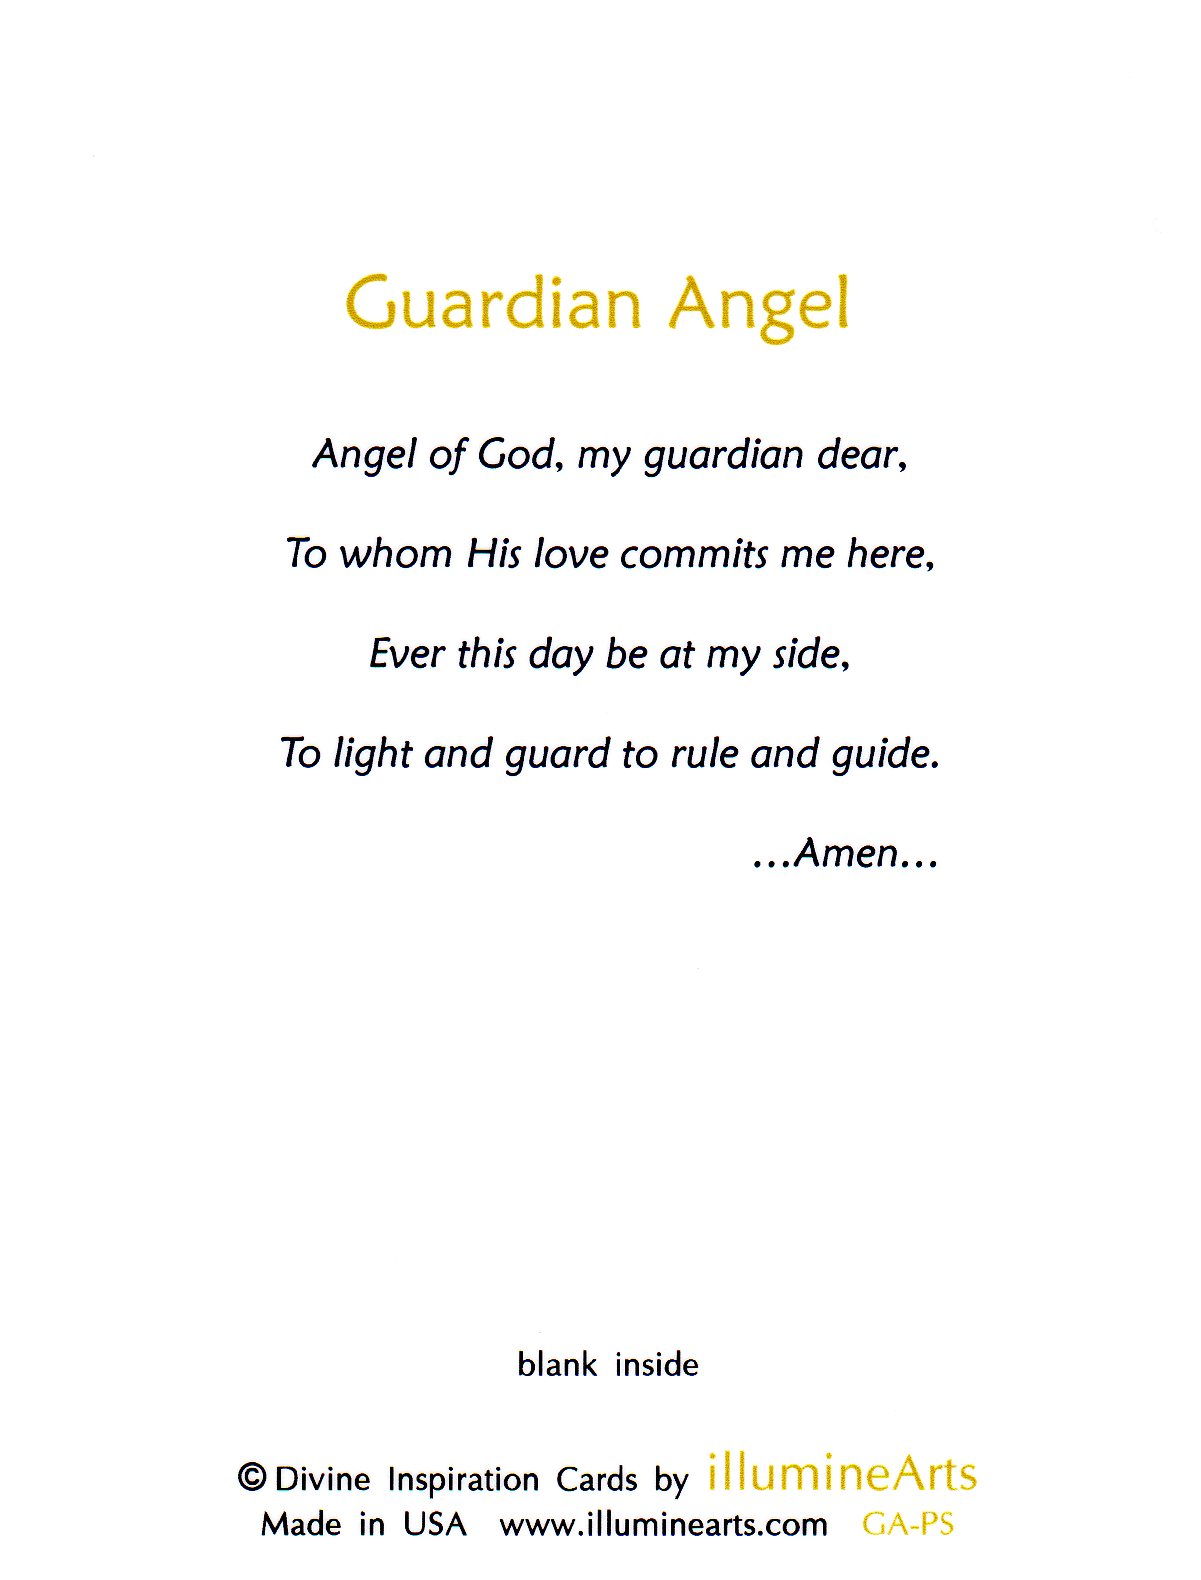 Guardian Angel
Angel of God, my guardian dear,
To whom His love commits me here,
Ever this day be at my side,
To light and guard to rule and guide.
...Amen...
blank inside
© Divine Inspiration Cards by illumineArts
Made in USA www.illuminearts.com GA-PS